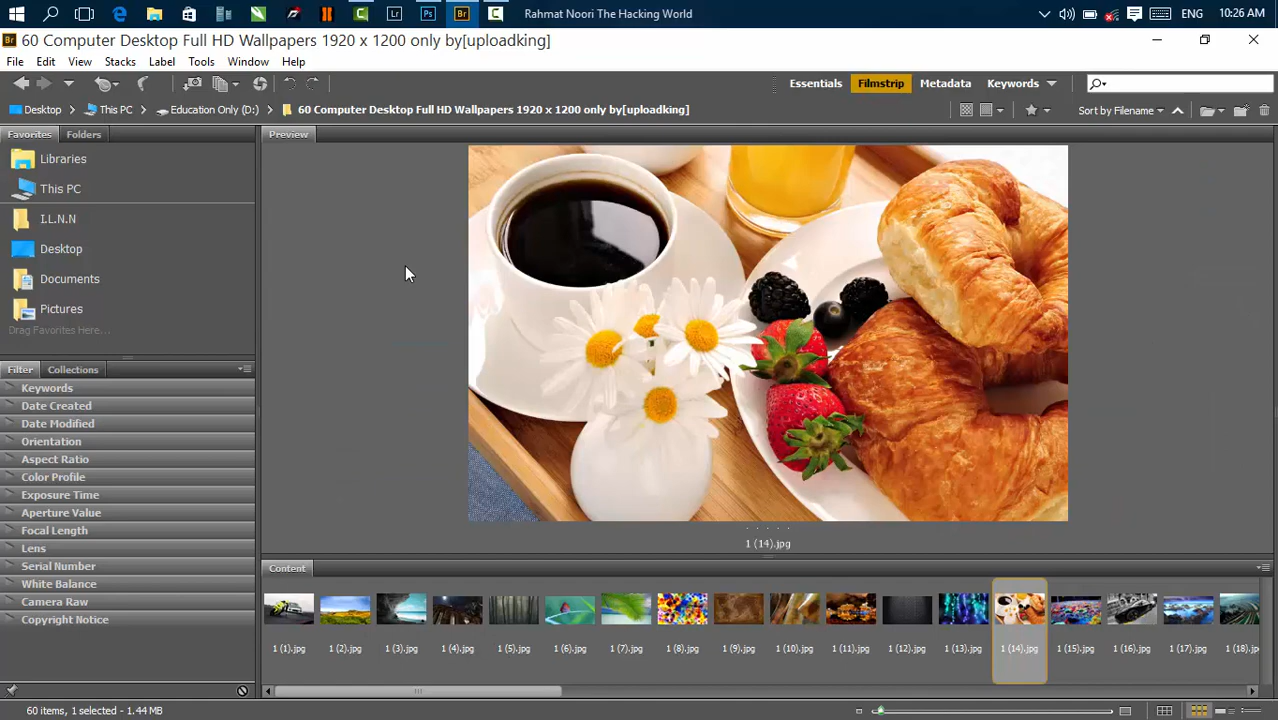 Lr Ps Br Rahmat Noori The Hacking World ENG 10:26 AM
Br 60 Computer Desktop Full HD Wallpapers 1920 x 1200 only by[uploadking]
File Edit View Stacks Label Tools Window Help
Essentials Filmstrip Metadata Keywords
Desktop This PC Education Only (D:) 60 Computer Desktop Full HD Wallpapers 1920 x 1200 only by[uploadking] Sort by Filename
Favorites Folders Preview
Libraries
This PC
I.L.N.N
Desktop
Documents
Pictures
Drag Favorites Here...
Filter Collections
Keywords
Date Created
Date Modified
Orientation
Aspect Ratio
Color Profile
Exposure Time
Aperture Value
Focal Length
Lens
Serial Number
White Balance
Camera Raw
Copyright Notice
1 (14).jpg
Content
1 (1).jpg 1 (2).jpg 1 (3).jpg 1 (4).jpg 1 (5).jpg 1 (6).jpg 1 (7).jpg 1 (8).jpg 1 (9).jpg 1 (10).jpg 1 (11).jpg 1 (12).jpg 1 (13).jpg 1 (14).jpg 1 (15).jpg 1 (16).jpg 1 (17).jpg 1 (18).jp
60 items, 1 selected - 1.44 MB